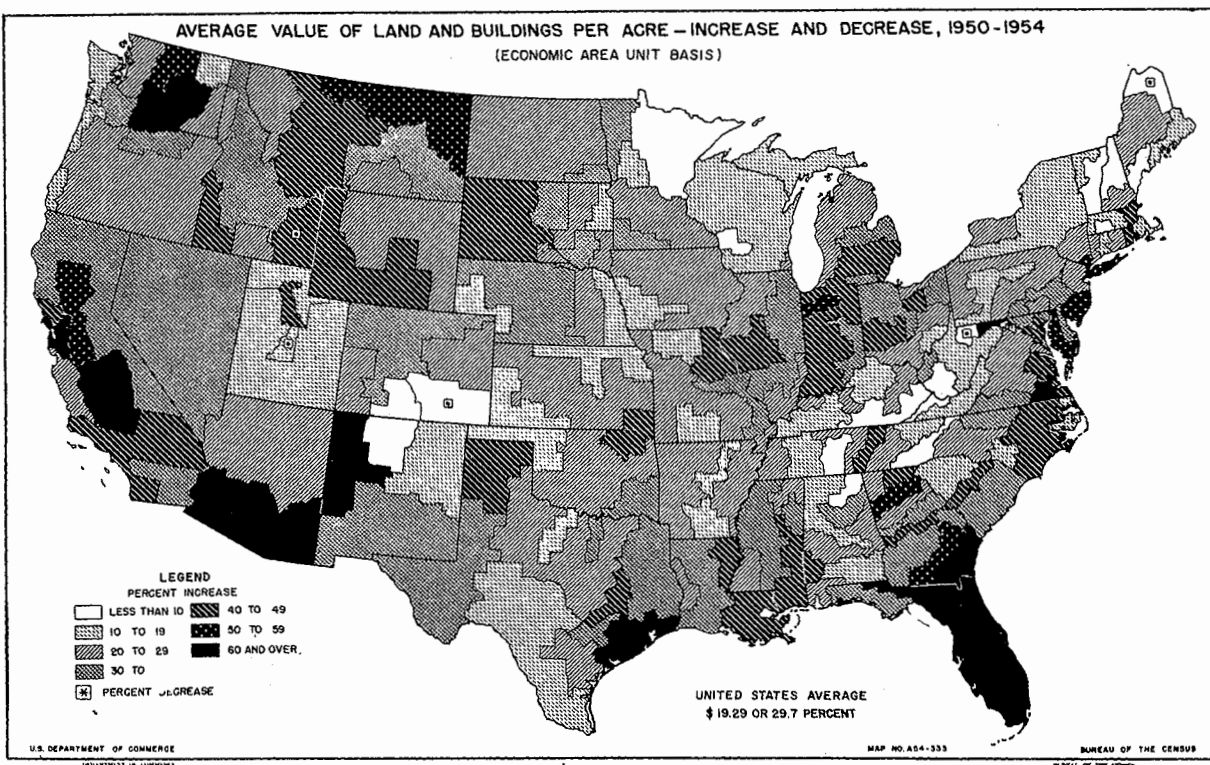 AVERAGE VALUE OF LAND AND BUILDINGS PER ACRE – INCREASE AND DECREASE, 1950-1954
(ECONOMIC AREA UNIT BASIS)
LEGEND
PERCENT INCREASE
LESS THAN 10
40 TO 49
10 TO 19
50 TO 59
20 TO 29
60 AND OVER
30 TO
PERCENT
UNITED STATES AVERAGE
$19.29 OR 29.7 PERCENT
U.S. DEPARTMENT OF COMMERCE
MAP NO. A54-333
BUREAU OF THE CENSUS